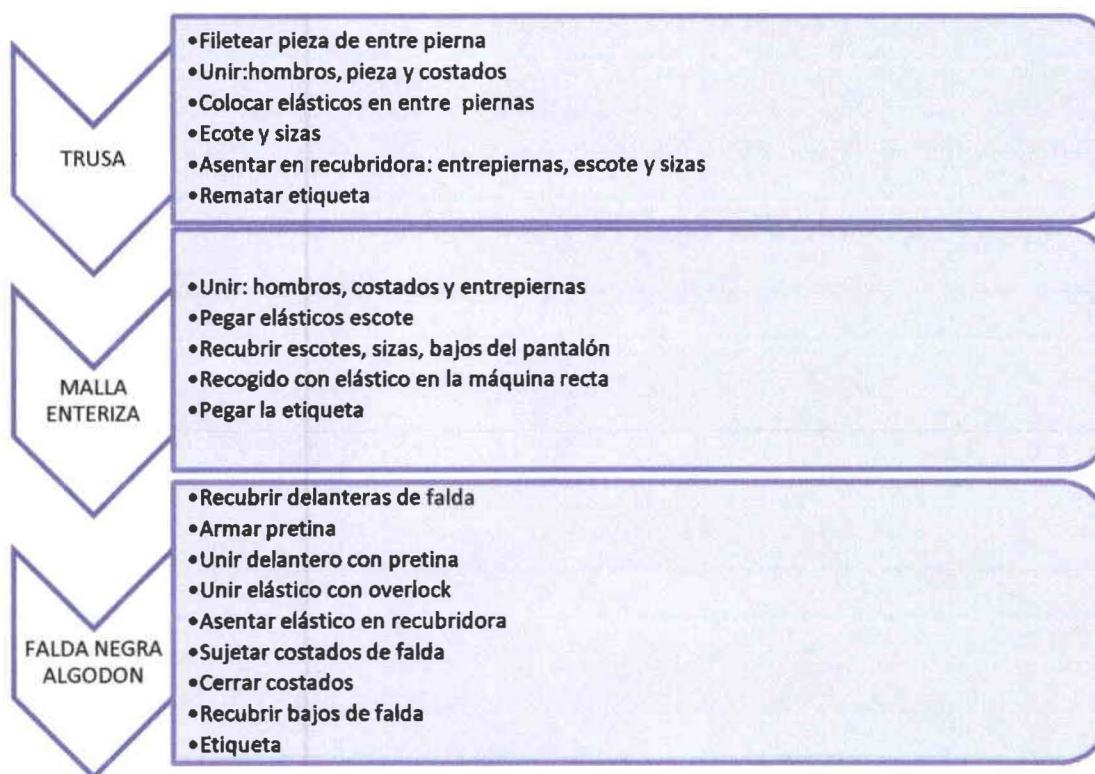 TRUSA
•Filetear pieza de entre pierna
•Unir:hombros, pieza y costados
•Colocar elásticos en entre piernas
•Ecote y sizas
•Asentar en recubridora: entrepiernas, escote y sizas
•Rematar etiqueta
MALLA
ENTERIZA
•Unir: hombros, costados y entrepiernas
•Pegar elásticos escote
•Recubrir escotes, sizas, bajos del pantalón
•Recogido con elástico en la máquina recta
•Pegar la etiqueta
FALDA NEGRA
ALGODON
•Recubrir delanteras de falda
•Armar pretina
•Unir delantero con pretina
•Unir elástico con overlock
•Asentar elástico en recubridora
•Sujetar costados de falda
•Cerrar costados
•Recubrir bajos de falda
•Etiqueta